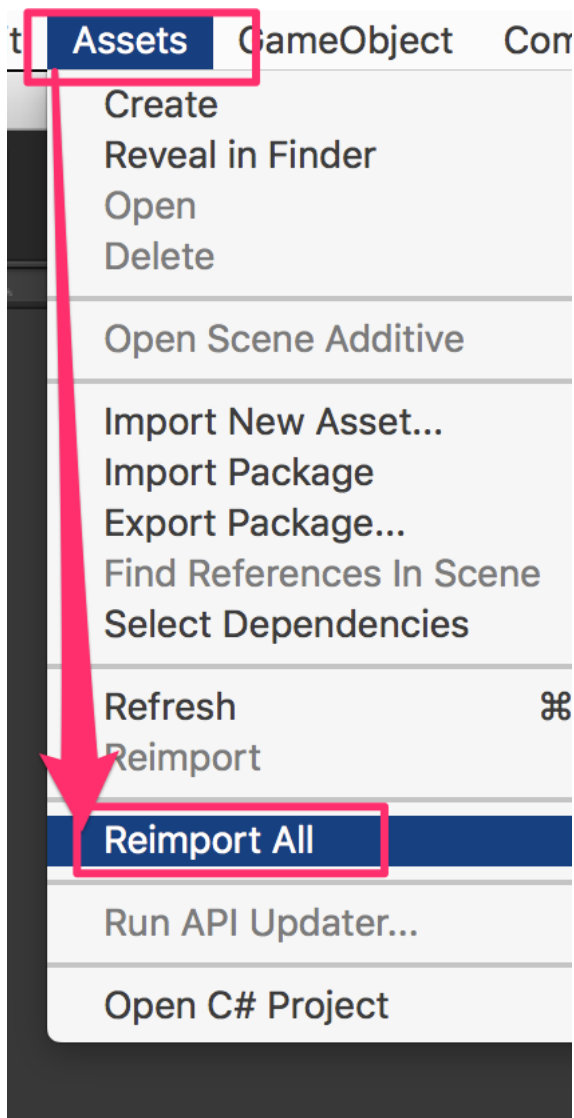 t Assets GameObject Com
Create
Reveal in Finder
Open
Delete
Open Scene Additive
Import New Asset...
Import Package
Export Package...
Find References In Scene
Select Dependencies
Refresh ⌘
Reimport
Reimport All
Run API Updater...
Open C# Project